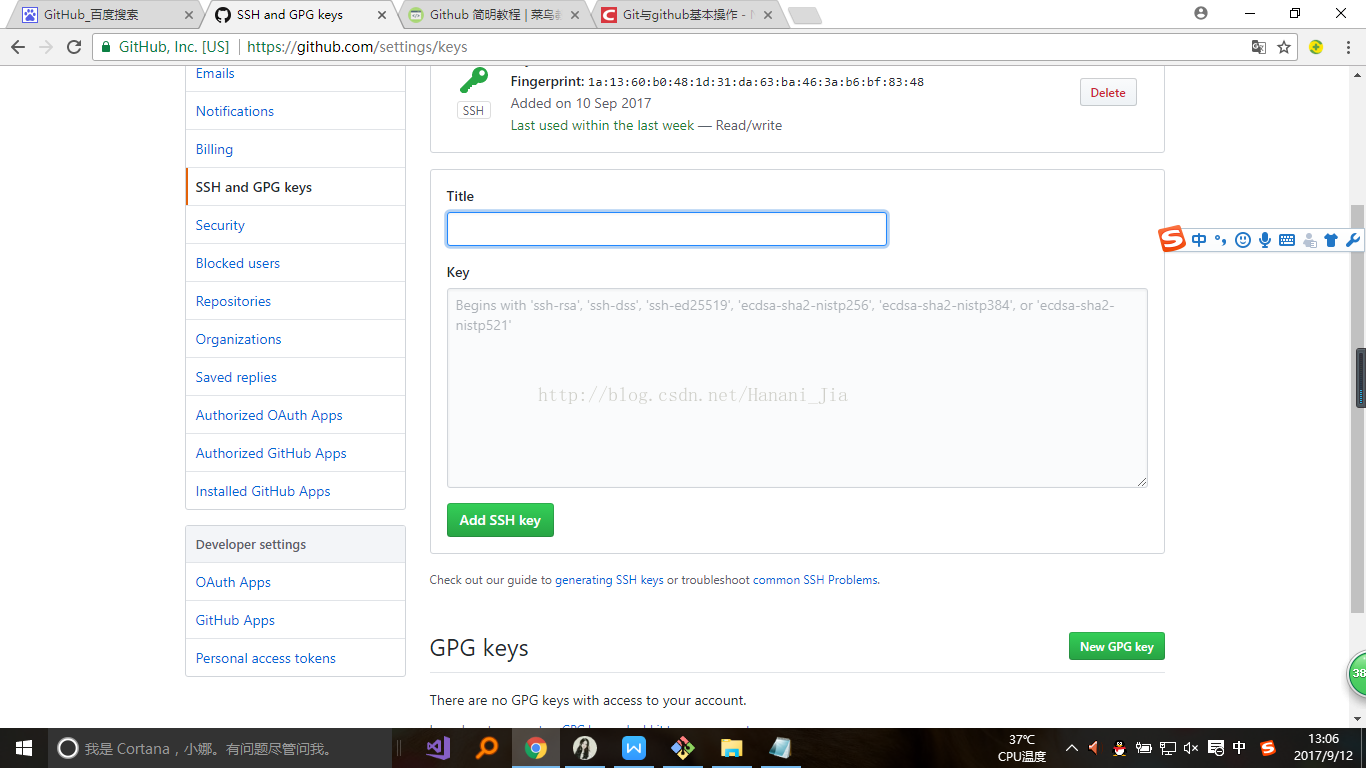 GitHub_百度搜索
SSH and GPG keys
Github 简明教程 | 菜鸟
Git与github基本操作 -
GitHub, Inc. [US]
https://github.com/settings/keys
Emails
Notifications
Billing
SSH and GPG keys
Security
Blocked users
Repositories
Organizations
Saved replies
Authorized OAuth Apps
Authorized GitHub Apps
Installed GitHub Apps
Developer settings
OAuth Apps
GitHub Apps
Personal access tokens
SSH
Fingerprint: 1a:13:60:b0:48:1d:31:da:63:ba:46:3a:b6:bf:83:48
Added on 10 Sep 2017
Last used within the last week — Read/write
Delete
Title
Key
Begins with 'ssh-rsa', 'ssh-dss', 'ssh-ed25519', 'ecdsa-sha2-nistp256', 'ecdsa-sha2-nistp384', or 'ecdsa-sha2-
nistp521'
http://blog.csdn.net/Hanani_Jia
Add SSH key
Check out our guide to generating SSH keys or troubleshoot common SSH Problems.
GPG keys
New GPG key
There are no GPG keys with access to your account.
中
38
我是 Cortana，小娜。有问题尽管问我。
37℃
CPU温度
中
13:06
2017/9/12